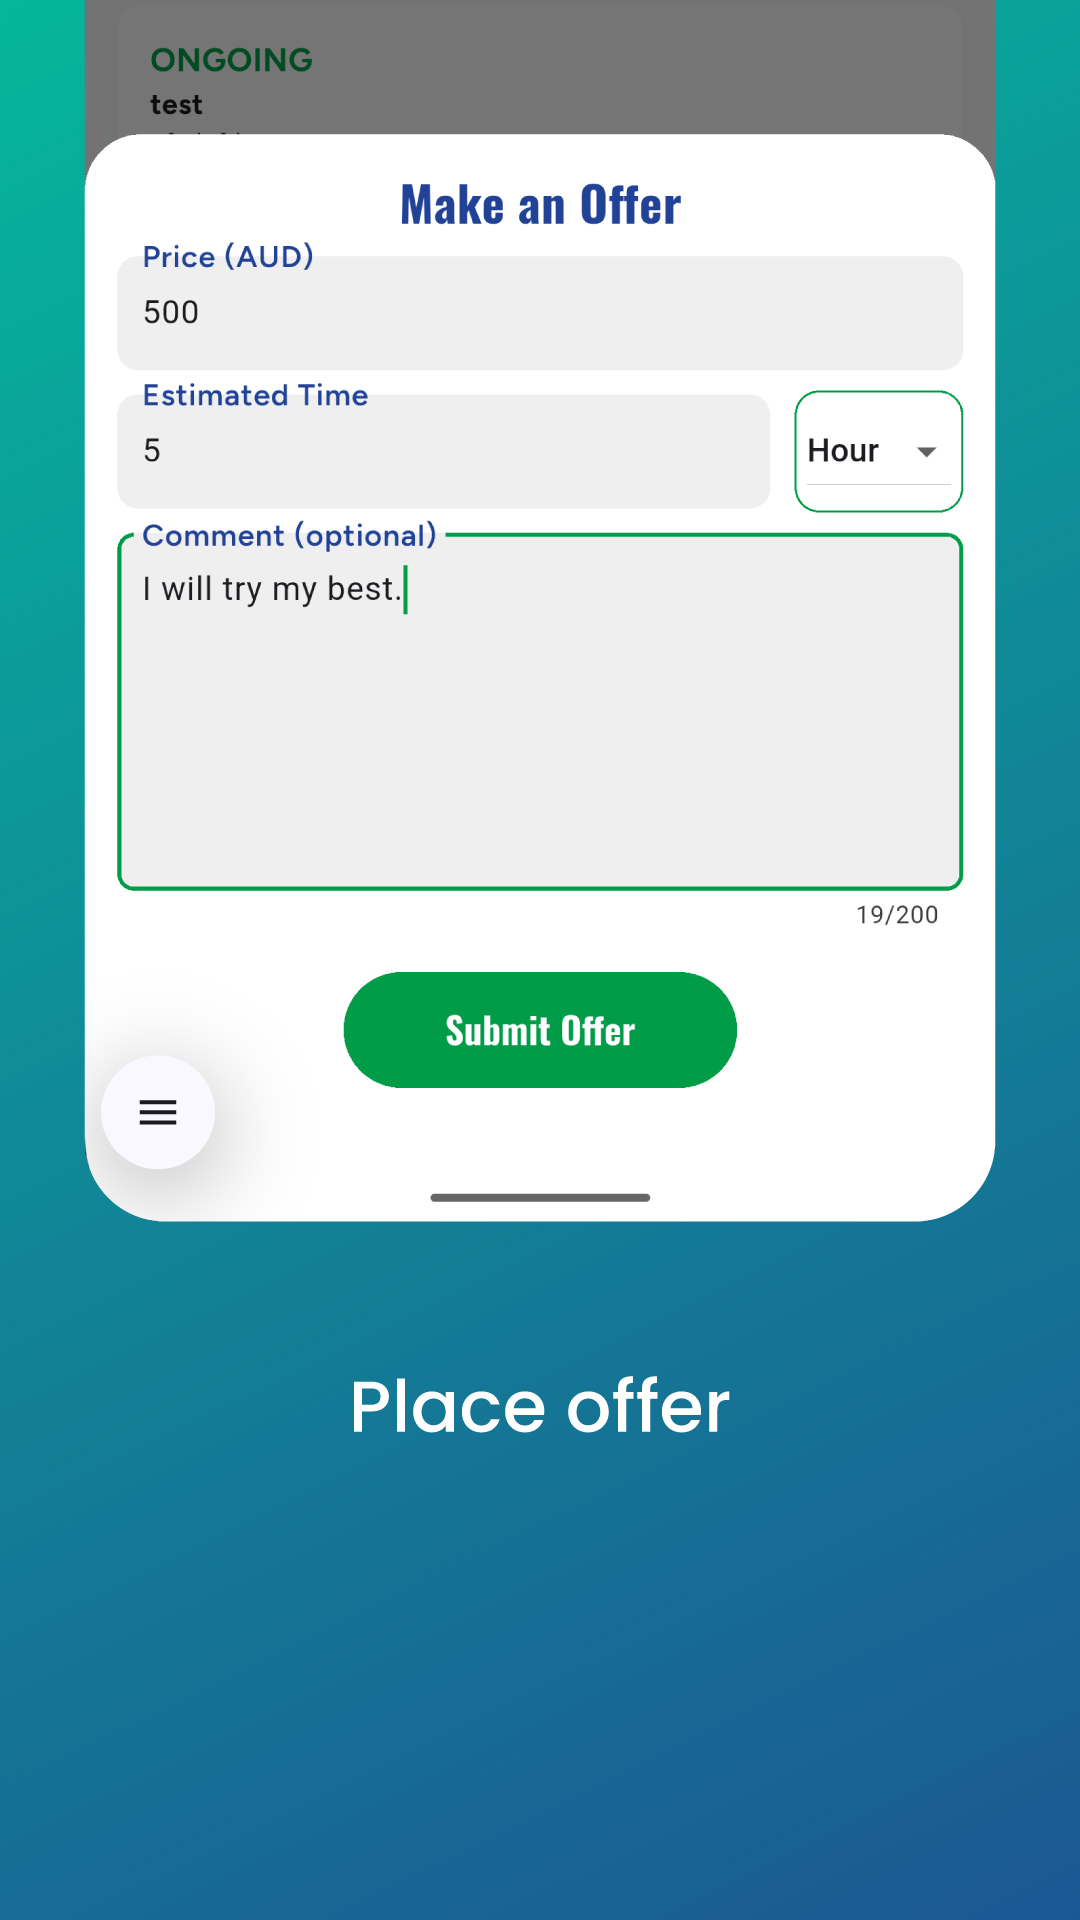 ONGOING
test
Make an Offer
Price (AUD)
500
Estimated Time
5
Hour
Comment (optional)
I will try my best.
19/200
Submit Offer
Place offer